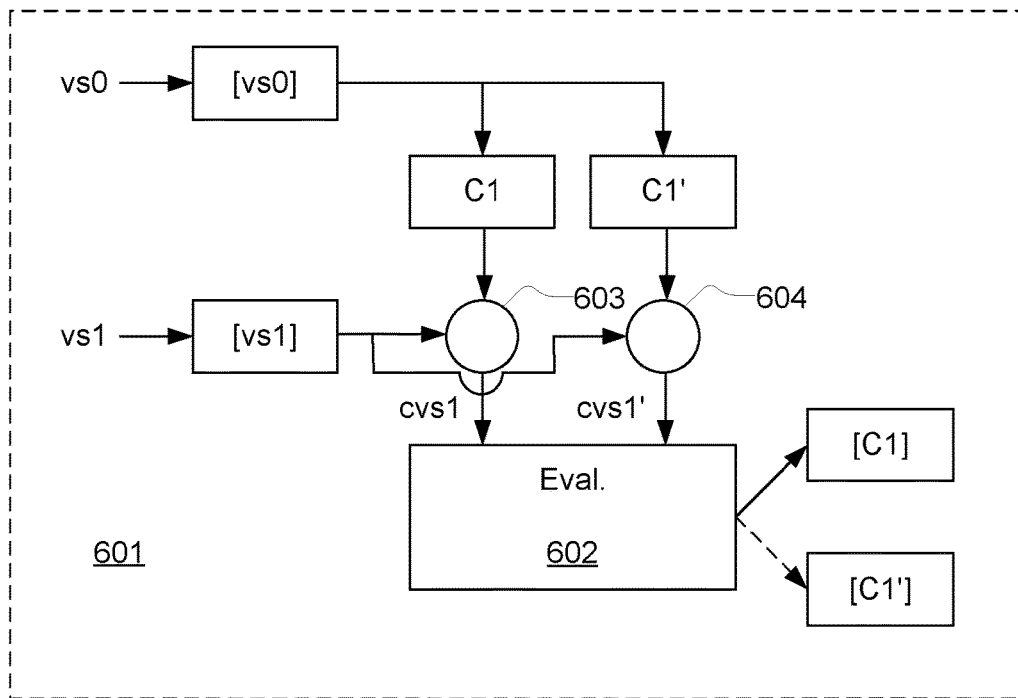 vs0
[vs0]
C1
C1'
603
604
vs1
[vs1]
cvs1
cvs1'
Eval.
[C1]
601
602
[C1']